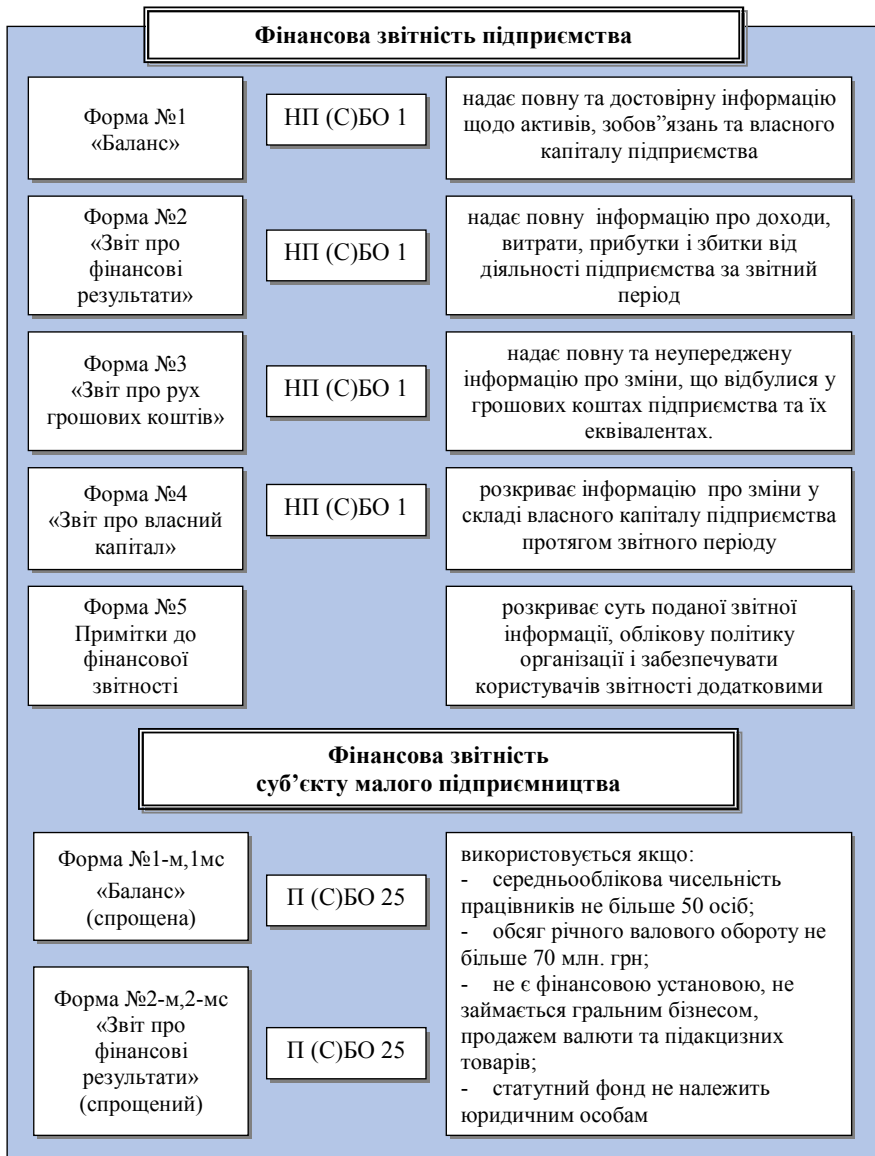 Фінансова звітність підприємства
Форма №1
«Баланс»
НП (С)БО 1
надає повну та достовірну інформацію
щодо активів, зобов”язань та власного
капіталу підприємства
Форма №2
«Звіт про
фінансові
результати»
НП (С)БО 1
надає повну інформацію про доходи,
витрати, прибутки і збитки від
діяльності підприємства за звітний
період
Форма №3
«Звіт про рух
грошових коштів»
НП (С)БО 1
надає повну та неупереджену
інформацію про зміни, що відбулися у
грошових коштах підприємства та їх
еквівалентах.
Форма №4
«Звіт про власний
капітал»
НП (С)БО 1
розкриває інформацію про зміни у
складі власного капіталу підприємства
протягом звітного періоду
Форма №5
Примітки до
фінансової
звітності
розкриває суть поданої звітної
інформації, облікову політику
організації і забезпечувати
користувачів звітності додатковими
Фінансова звітність
суб’єкту малого підприємництва
Форма №1-м,1мс
«Баланс»
(спрощена)
П (С)БО 25
Форма №2-м,2-мс
«Звіт про
фінансові
результати»
(спрощений)
П (С)БО 25
використовується якщо:
- середньооблікова чисельність
працівників не більше 50 осіб;
- обсяг річного валового обороту не
більше 70 млн. грн;
- не є фінансовою установою, не
займається гральним бізнесом,
продажем валюти та підакцизних
товарів;
- статутний фонд не належить
юридичним особам